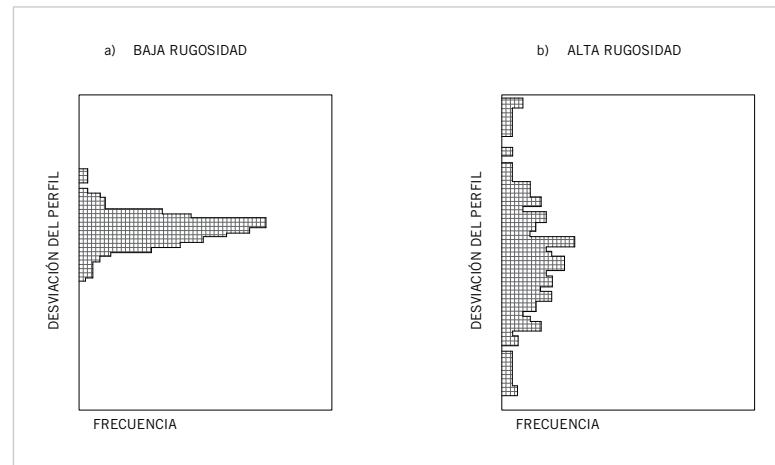 a) BAJA RUGOSIDAD
DESVIACIÓN DEL PERFIL
FRECUENCIA
b) ALTA RUGOSIDAD
DESVIACIÓN DEL PERFIL
FRECUENCIA